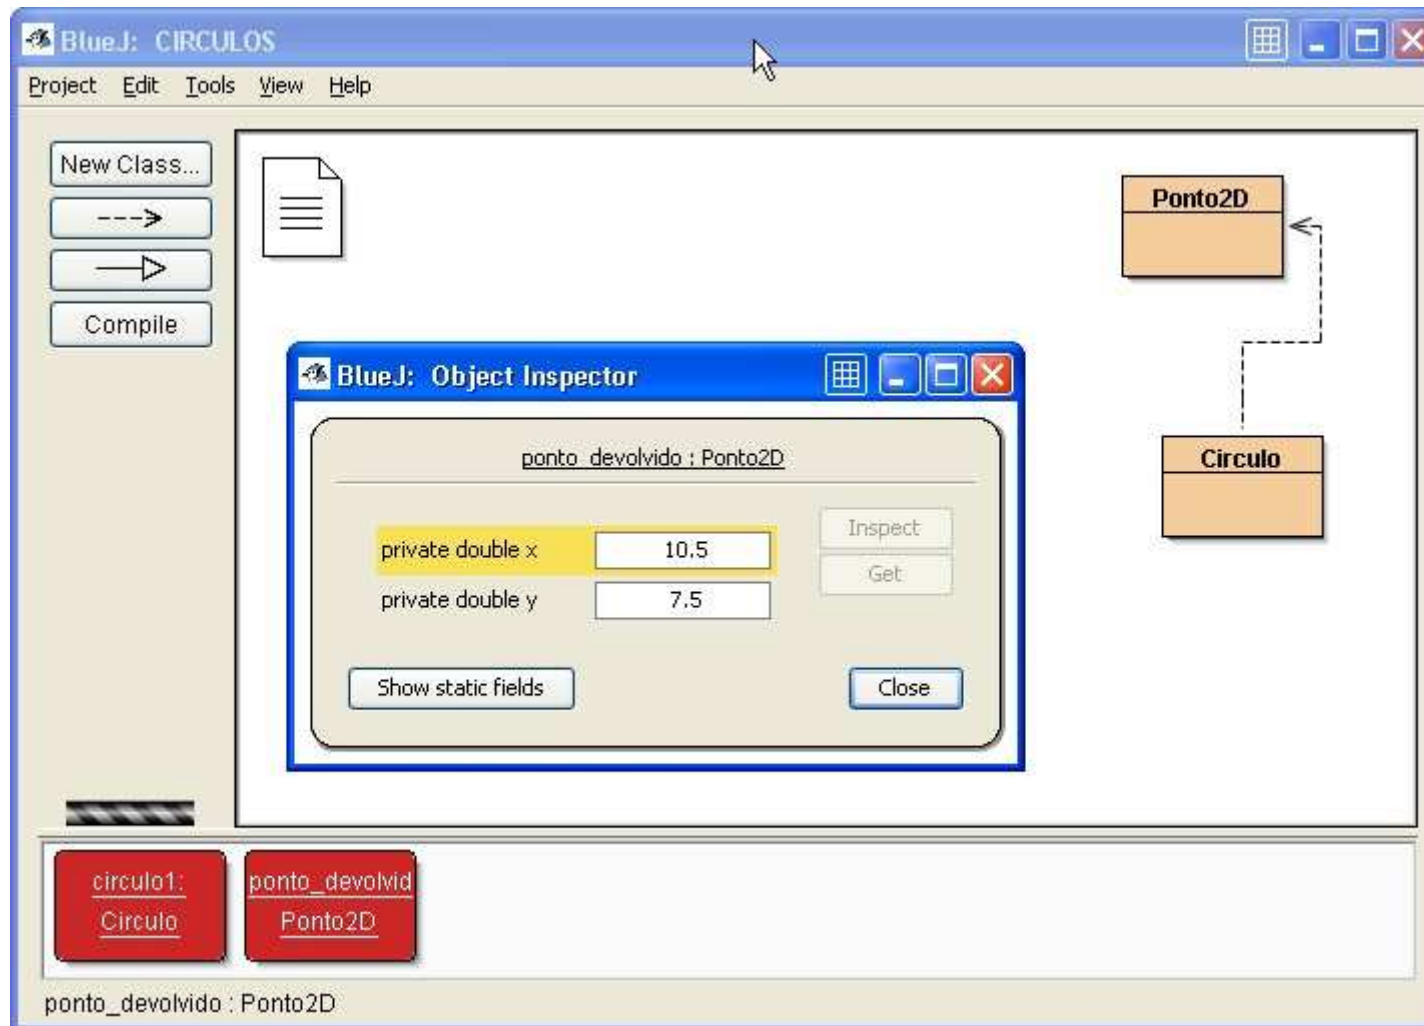 BlueJ: CIRCULOS
Project Edit Tools View Help
New Class...
Compile
Ponto2D
Circulo
BlueJ: Object Inspector
ponto_devolvido : Ponto2D
private double x 10.5
private double y 7.5
Inspect
Get
Show static fields
Close
circulo1:
Circulo
ponto_devolvid
Ponto2D
ponto_devolvido : Ponto2D